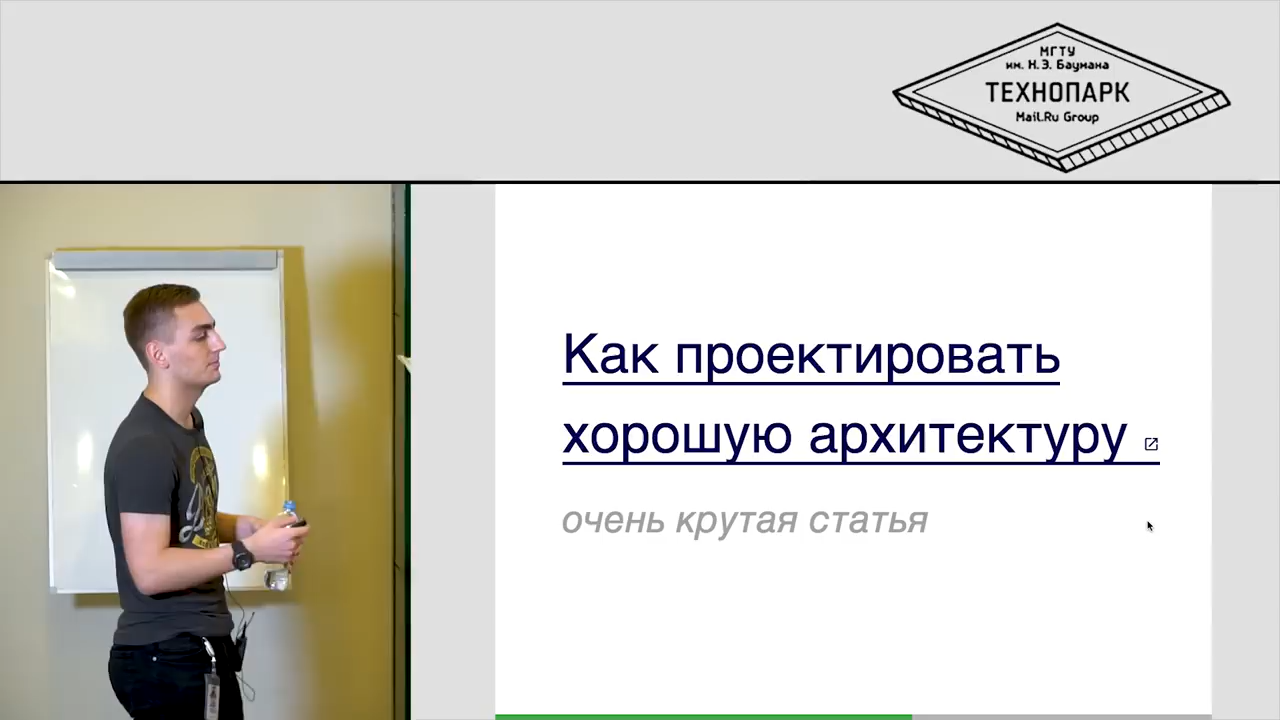 МГТУ
им. Н.Э. Баумана
ТЕХНОПАРК
Mail.Ru Group
Как проектировать
хорошую архитектуру
очень крутая статья